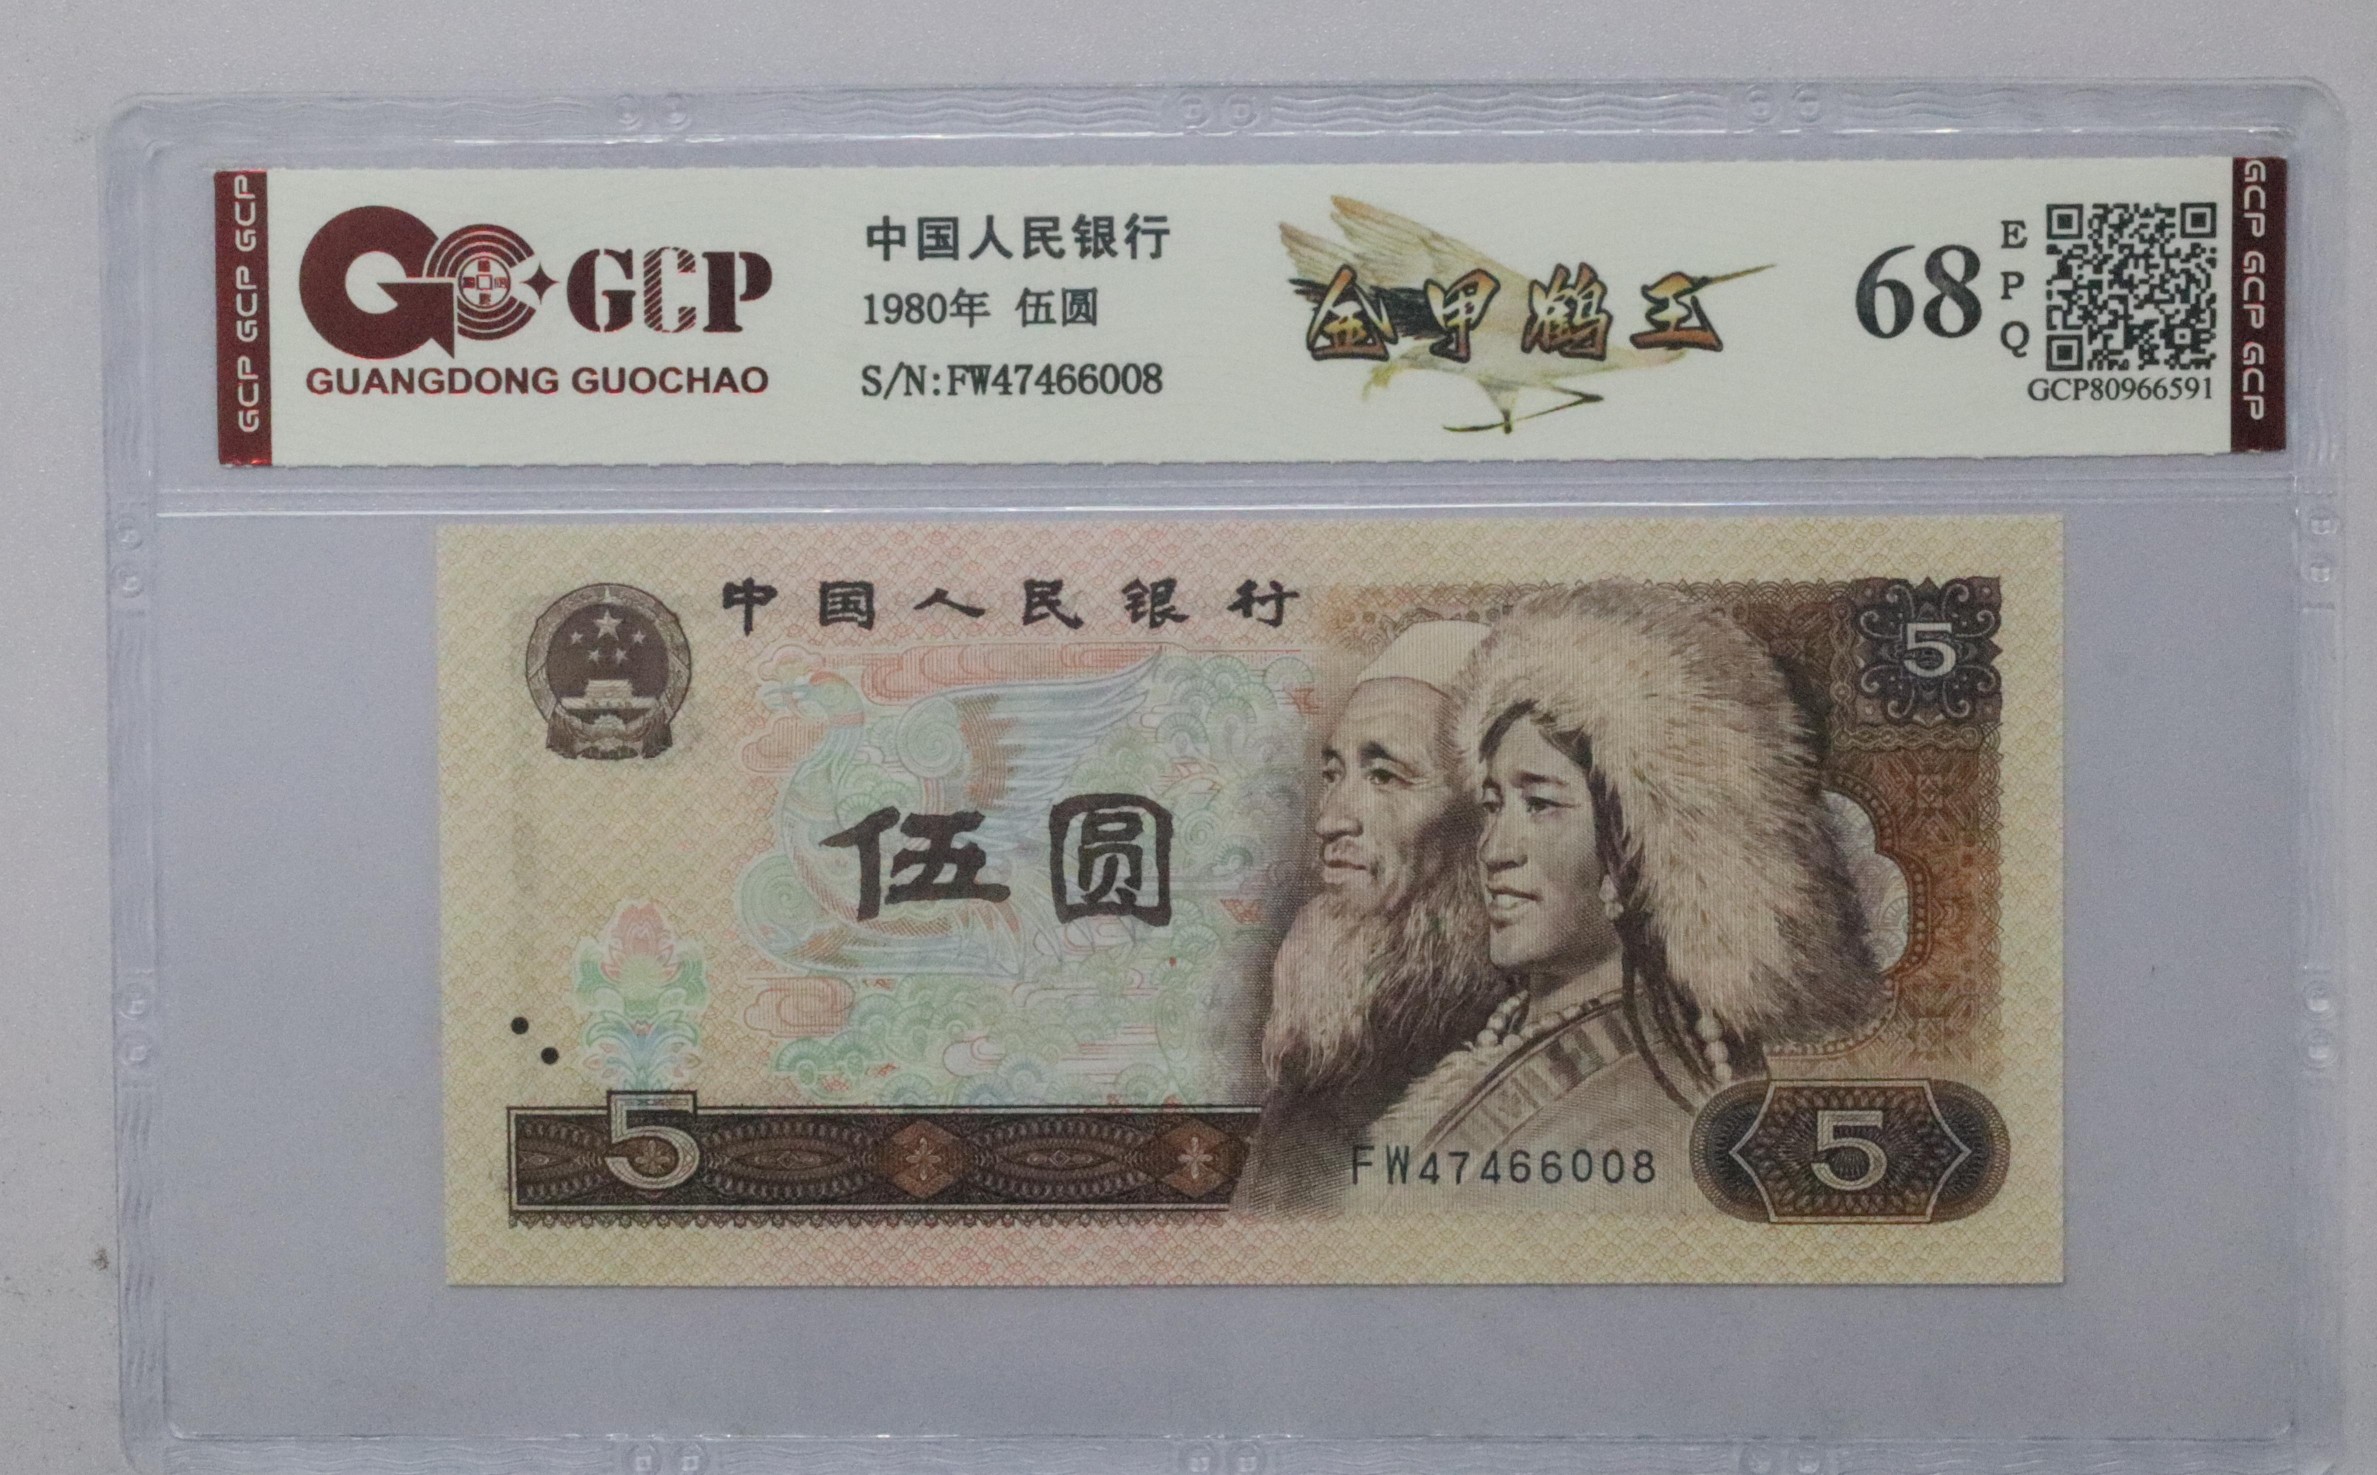 GCP GCP GCP
GCP
GUANGDONG GUOCHAO
中国人民银行
1980年 伍圆
S/N:FW47466008
金甲鹤王
68
EPQ
GCP80966591
GCP GCP GCP
中国人民银行
5
伍圆
5
FW47466008
5